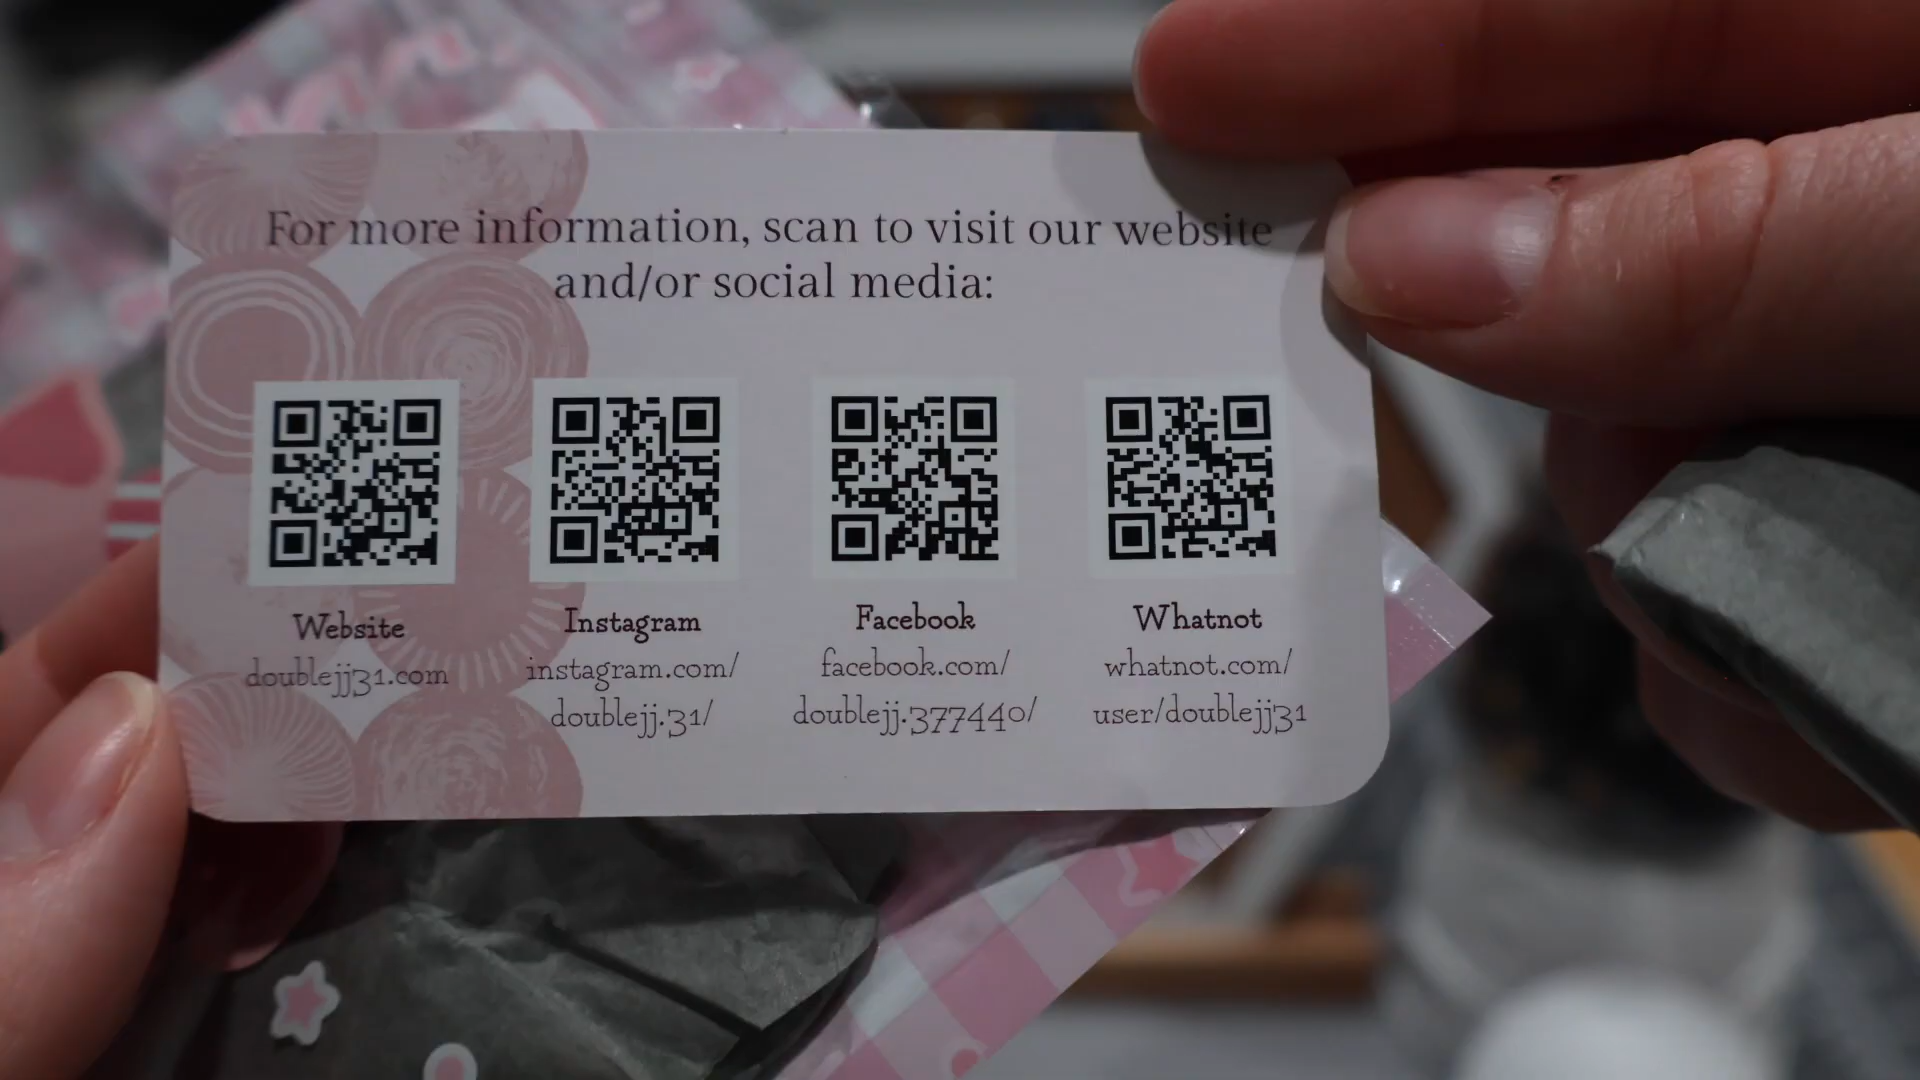 For more information, scan to visit our website
and/or social media:
Website
doublejj31.com
Instagram
instagram.com/
doublejj.31/
Facebook
facebook.com/
doublejj.377440/
Whatnot
whatnot.com/
user/doublejj31